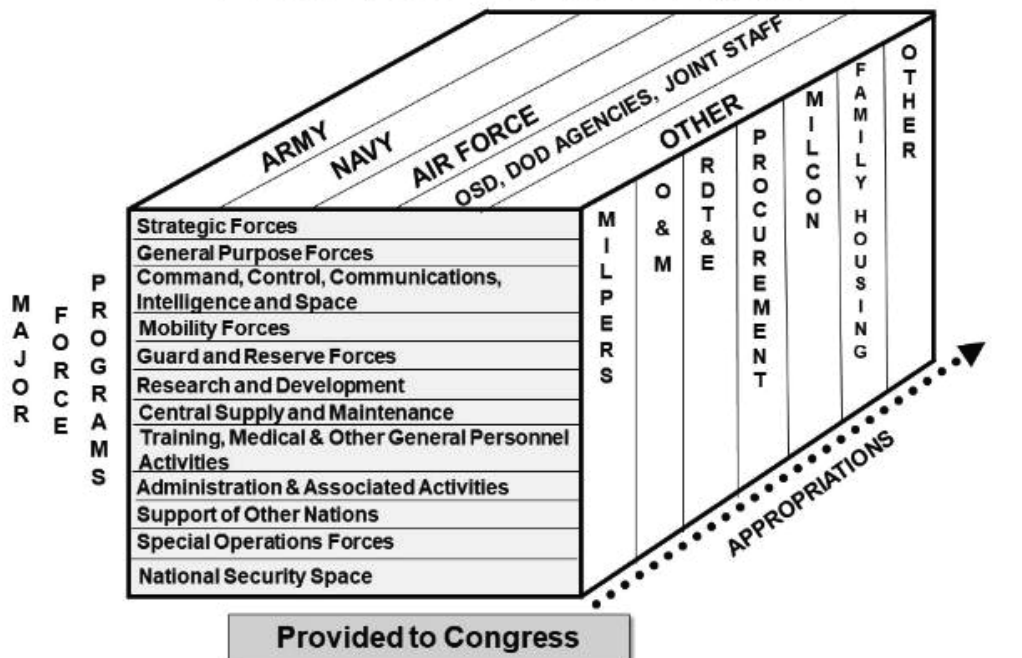 ARMY
NAVY
AIR FORCE
OSD, DOD AGENCIES, JOINT STAFF
OTHER
MAJOR
FORCE
PROGRAMS
Strategic Forces
General Purpose Forces
Command, Control, Communications,
Intelligence and Space
Mobility Forces
Guard and Reserve Forces
Research and Development
Central Supply and Maintenance
Training, Medical & Other General Personnel
Activities
Administration & Associated Activities
Support of Other Nations
Special Operations Forces
National Security Space
MILPERS
O & M
RDT&E
PROCUREMENT
MILCON
FAMILY HOUSING
OTHER
APPROPRIATIONS
Provided to Congress